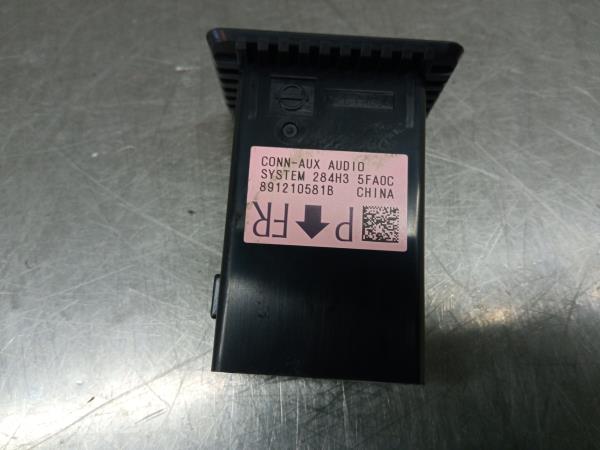 CONN-AUX AUDIO
SYSTEM 284H3 5FA0C
891210581B CHINA
P FR